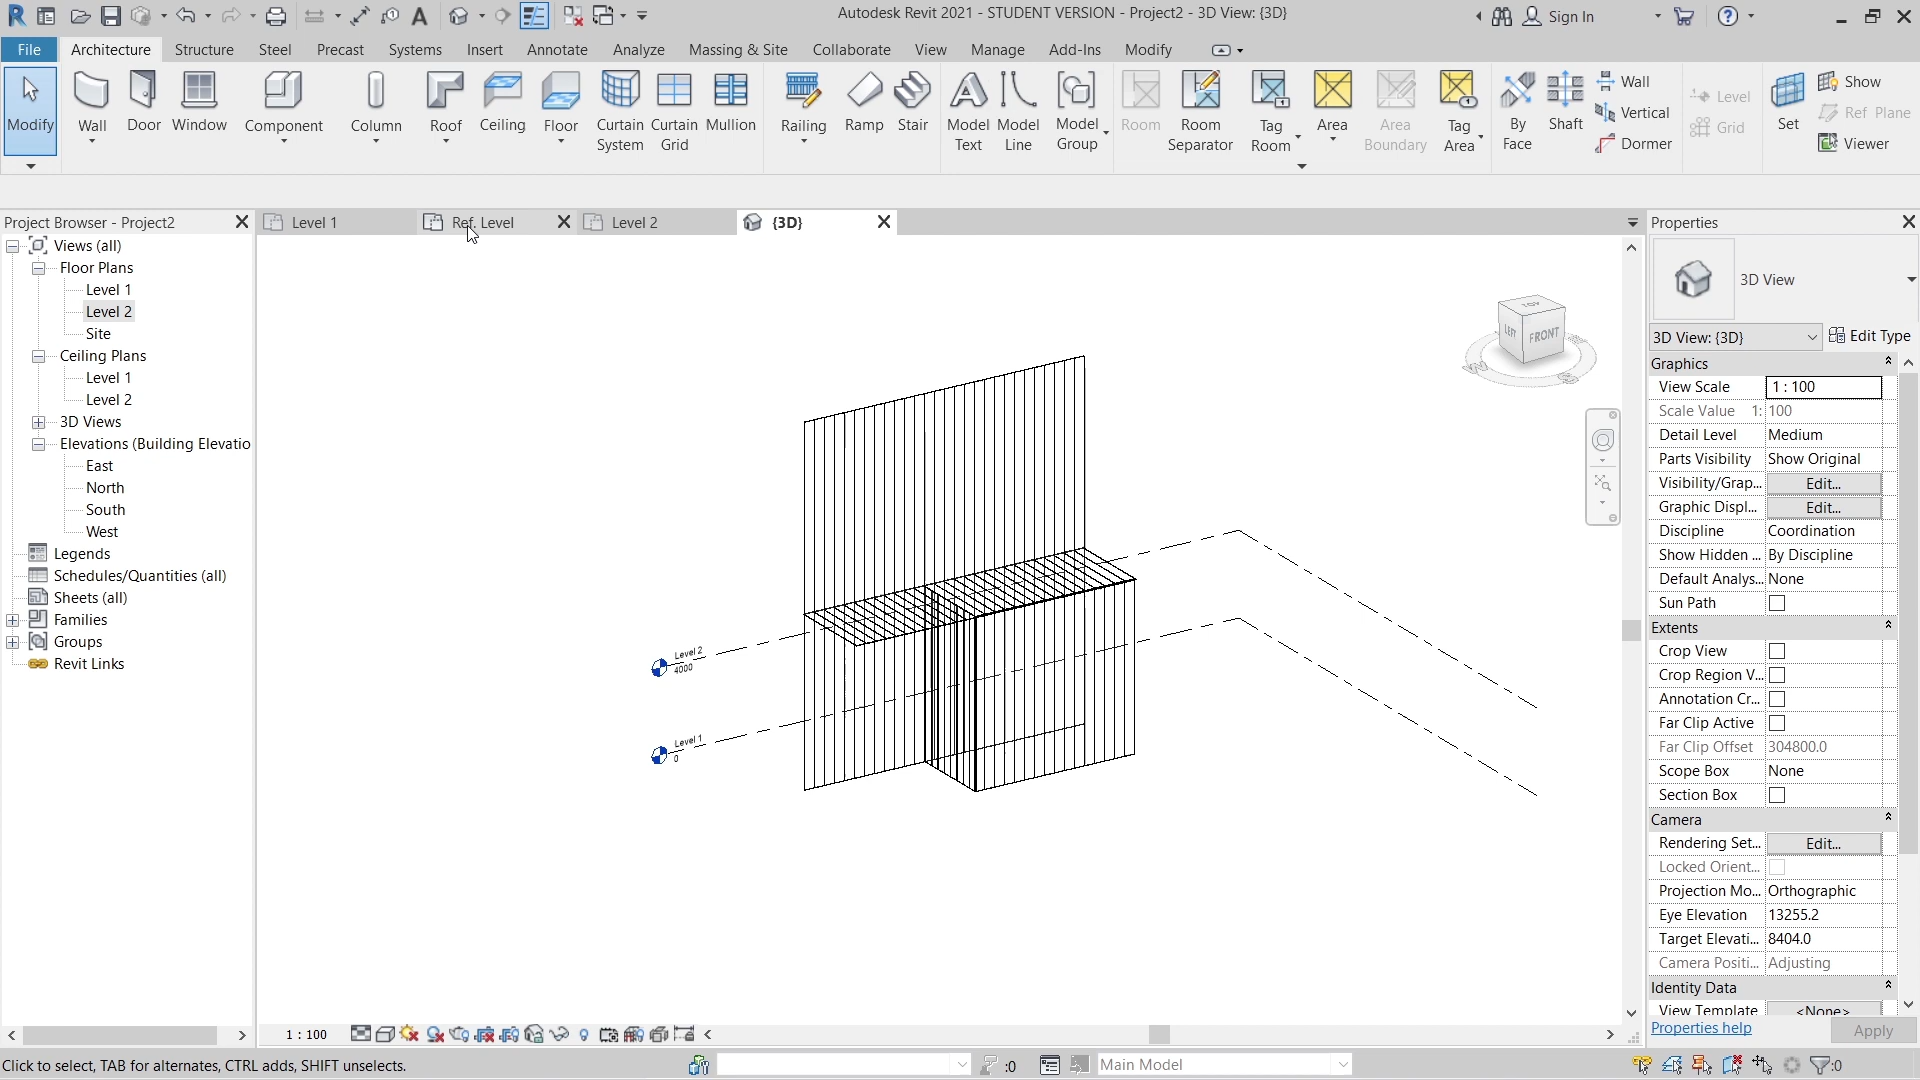 Autodesk Revit 2021 - STUDENT VERSION - Project2 - 3D View: {3D}
Sign In
File Architecture Structure Steel Precast Systems Insert Annotate Analyze Massing & Site Collaborate View Manage Add-Ins Modify
Modify
Wall
Door
Window
Component
Column
Roof
Ceiling
Floor
Curtain System
Curtain Grid
Mullion
Railing
Ramp
Stair
Model Text
Model Line
Model Group
Room
Room Separator
Tag Room
Area
Area Boundary
Tag Area
By Face
Shaft
Wall
Vertical
Dormer
Level
Grid
Set
Show
Ref Plane
Viewer
Project Browser - Project2
Level 1
Ref. Level
Level 2
{3D}
Properties
Views (all)
Floor Plans
Level 1
Level 2
Site
Ceiling Plans
Level 1
Level 2
3D Views
Elevations (Building Elevatio
East
North
South
West
Legends
Schedules/Quantities (all)
Sheets (all)
Families
Groups
Revit Links
TOP
LEFT
FRONT
W
S
Level 2
4000
Level 1
0
3D View
3D View: {3D}
Edit Type
Graphics
View Scale 1 : 100
Scale Value 1: 100
Detail Level Medium
Parts Visibility Show Original
Visibility/Grap... Edit...
Graphic Displ... Edit...
Discipline Coordination
Show Hidden ... By Discipline
Default Analys... None
Sun Path
Extents
Crop View
Crop Region V...
Annotation Cr...
Far Clip Active
Far Clip Offset 304800.0
Scope Box None
Section Box
Camera
Rendering Set... Edit...
Locked Orient...
Projection Mo... Orthographic
Eye Elevation 13255.2
Target Elevati... 8404.0
Camera Positi... Adjusting
Identity Data
View Template <None>
Properties help
Apply
1 : 100
Click to select, TAB for alternates, CTRL adds, SHIFT unselects.
:0
Main Model
:0